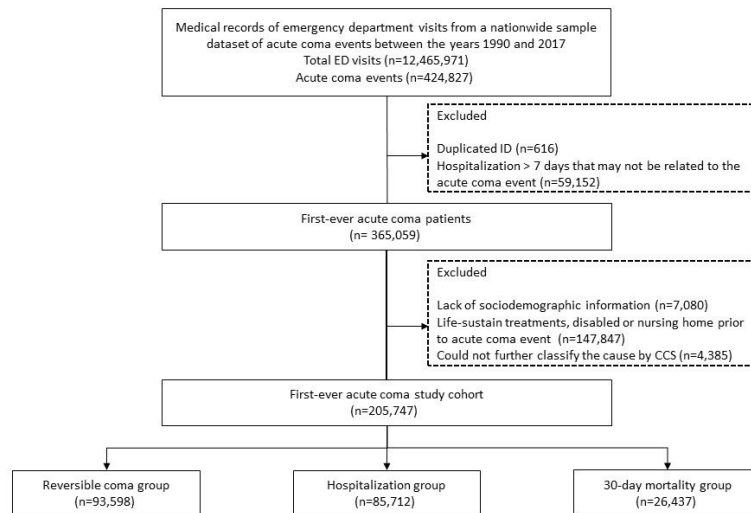 Medical records of emergency department visits from a nationwide sample
dataset of acute coma events between the years 1990 and 2017
Total ED visits (n=12,465,971)
Acute coma events (n=424,827)
Excluded
Duplicated ID (n=616)
Hospitalization > 7 days that may not be related to the
acute coma event (n=59,152)
First-ever acute coma patients
(n= 365,059)
Excluded
Lack of sociodemographic information (n=7,080)
Life-sustain treatments, disabled or nursing home prior
to acute coma event (n=147,847)
Could not further classify the cause by CCS (n=4,385)
First-ever acute coma study cohort
(n=205,747)
Reversible coma group
(n=93,598)
Hospitalization group
(n=85,712)
30-day mortality group
(n=26,437)